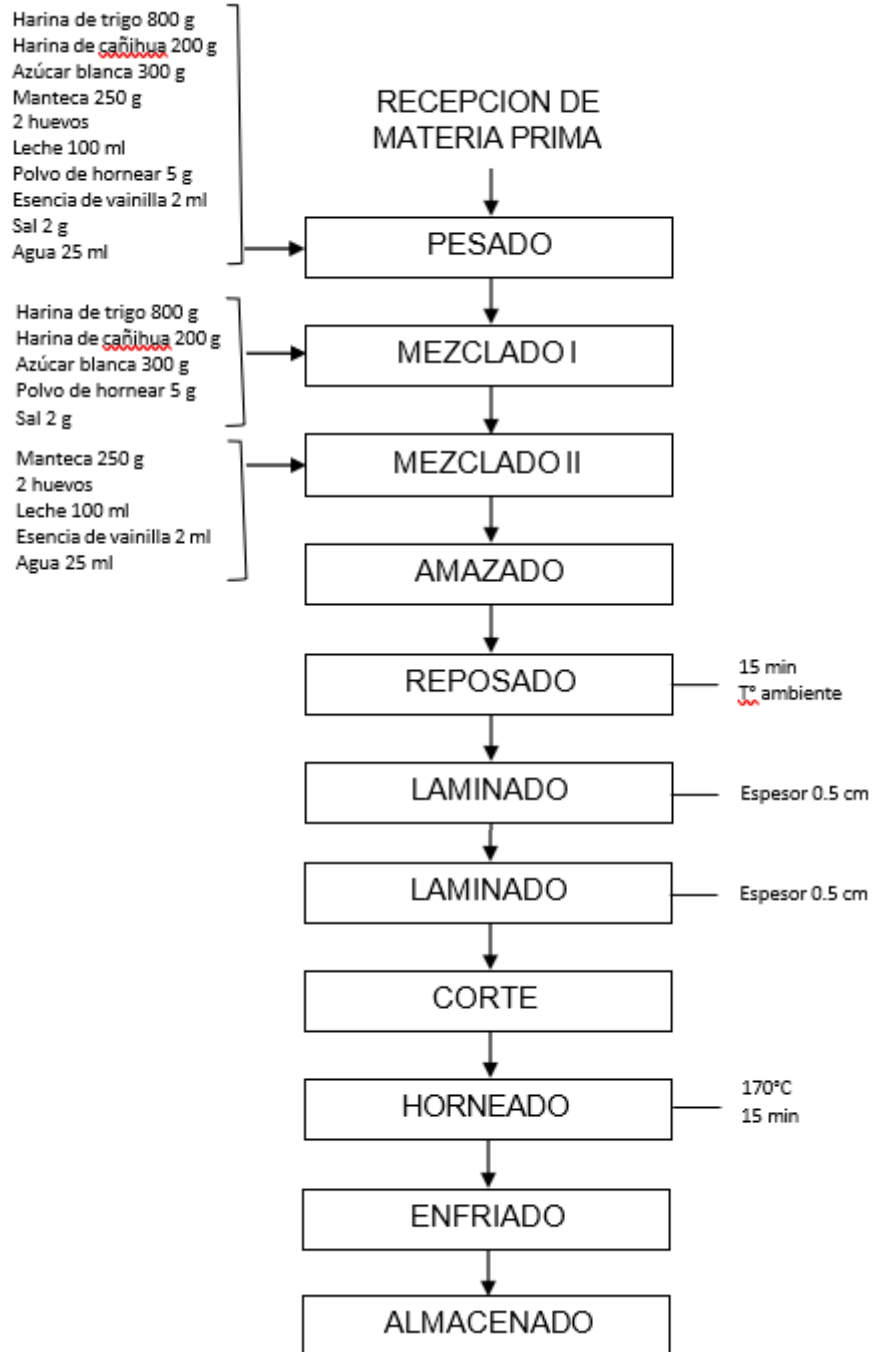 Harina de trigo 800 g
Harina de cañihua 200 g
Azúcar blanca 300 g
Manteca 250 g
2 huevos
Leche 100 ml
Polvo de hornear 5 g
Esencia de vainilla 2 ml
Sal 2 g
Agua 25 ml
RECEPCION DE
MATERIA PRIMA
PESADO
Harina de trigo 800 g
Harina de cañihua 200 g
Azúcar blanca 300 g
Polvo de hornear 5 g
Sal 2 g
MEZCLADO I
Manteca 250 g
2 huevos
Leche 100 ml
Esencia de vainilla 2 ml
Agua 25 ml
MEZCLADO II
AMAZADO
REPOSADO
15 min
T° ambiente
LAMINADO
Espesor 0.5 cm
LAMINADO
Espesor 0.5 cm
CORTE
HORNEADO
170°C
15 min
ENFRIADO
ALMACENADO